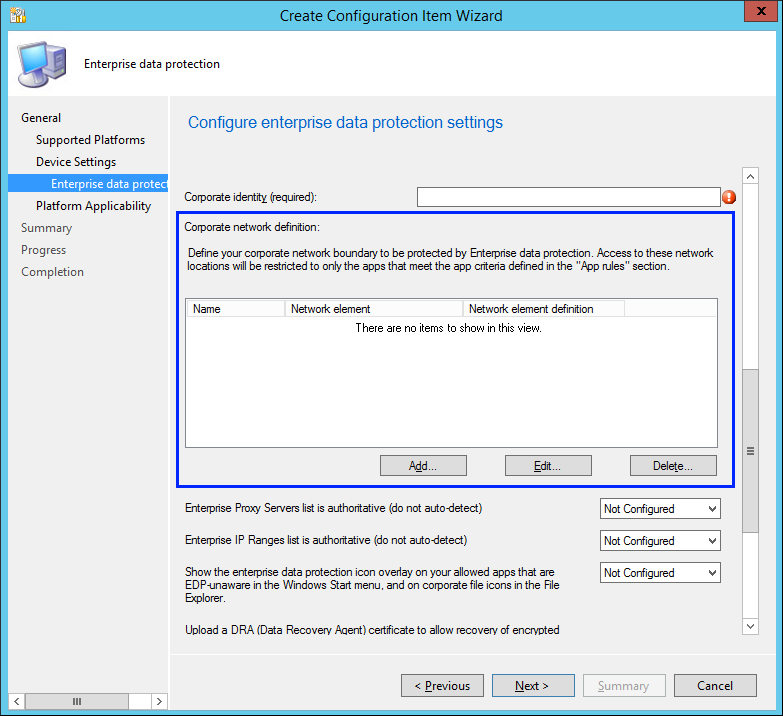 Create Configuration Item Wizard
x
Enterprise data protection
General
Supported Platforms
Device Settings
Enterprise data protect
Platform Applicability
Summary
Progress
Completion
Configure enterprise data protection settings
Corporate identity (required):
Corporate network definition:
Define your corporate network boundary to be protected by Enterprise data protection. Access to these network
locations will be restricted to only the apps that meet the app criteria defined in the "App rules" section.
Name Network element Network element definition
There are no items to show in this view.
Add... Edit... Delete...
Enterprise Proxy Servers list is authoritative (do not auto-detect) Not Configured
Enterprise IP Ranges list is authoritative (do not auto-detect) Not Configured
Show the enterprise data protection icon overlay on your allowed apps that are Not Configured
EDP-unaware in the Windows Start menu, and on corporate file icons in the File
Explorer.
Upload a DRA (Data Recovery Agent) certificate to allow recovery of encrypted
< Previous Next > Summary Cancel